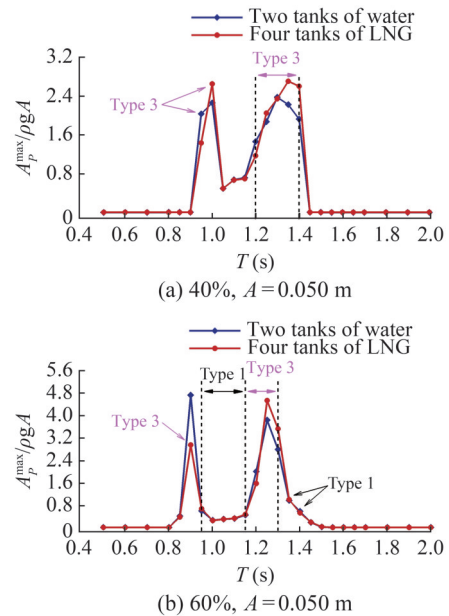 Two tanks of water
Four tanks of LNG
3.2
2.4
1.6
0.8
0
A_P^max/ρgA
Type 3
Type 3
0.4 0.6 0.8 1.0 1.2 1.4 1.6 1.8 2.0
T (s)
(a) 40%, A=0.050 m
Two tanks of water
Four tanks of LNG
5.6
4.8
4.0
3.2
2.4
1.6
0.8
0
A_P^max/ρgA
Type 1
Type 3
Type 3
Type 1
0.4 0.6 0.8 1.0 1.2 1.4 1.6 1.8 2.0
T (s)
(b) 60%, A=0.050 m